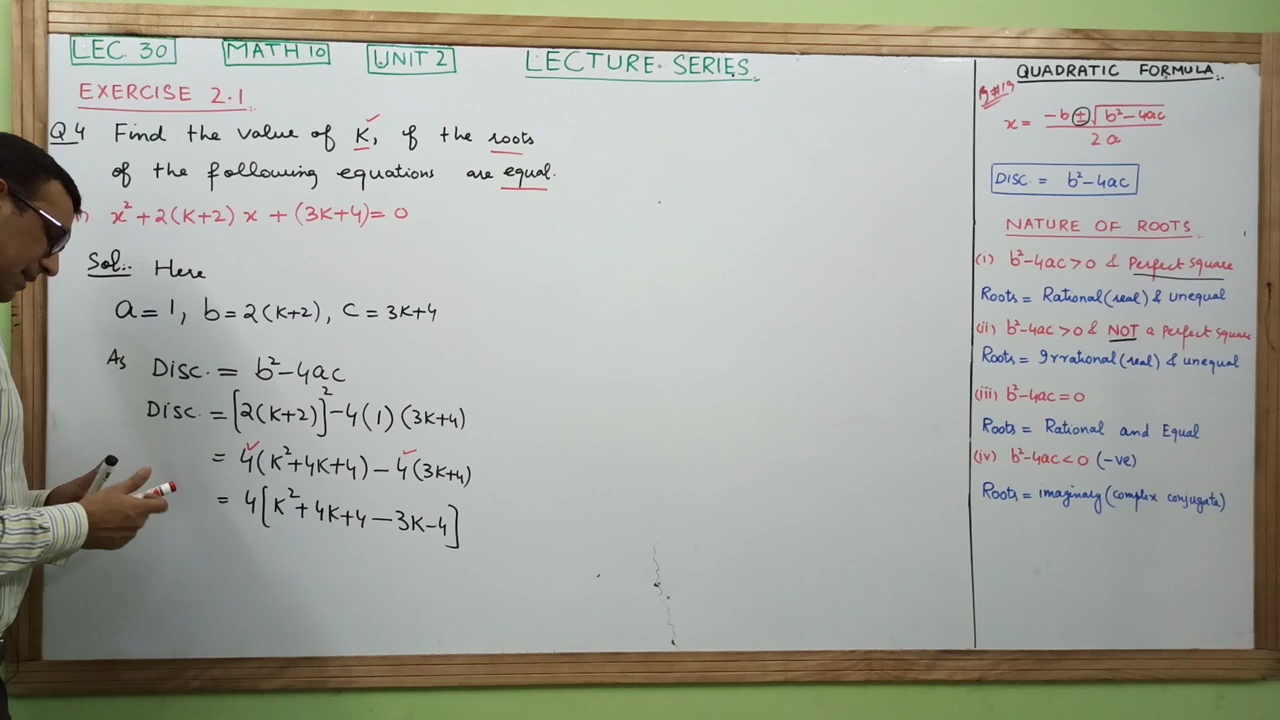 LEC. 30 MATH 10 UNIT 2 LECTURE SERIES
EXERCISE 2.1
Q4 Find the value of K, if the roots
of the following equations are equal.
x²+2(K+2)x+(3K+4)=0
Sol:. Here
a=1, b=2(K+2), C=3K+4
As Disc. = b²-4ac
Disc. = [2(K+2)]²-4(1)(3K+4)
= 4(K²+4K+4)-4(3K+4)
= 4[K²+4K+4-3K-4]
QUADRATIC FORMULA
x = -b±√b²-4ac / 2a
DISC. = b²-4ac
NATURE OF ROOTS
(i) b²-4ac>0 & Perfect Square
Roots = Rational(real) & unequal
(ii) b²-4ac>0 & NOT a perfect square
Roots = Irrational(real) & unequal
(iii) b²-4ac=0
Roots = Rational and Equal
(iv) b²-4ac<0 (-ve)
Roots = imaginary (complex conjugate)